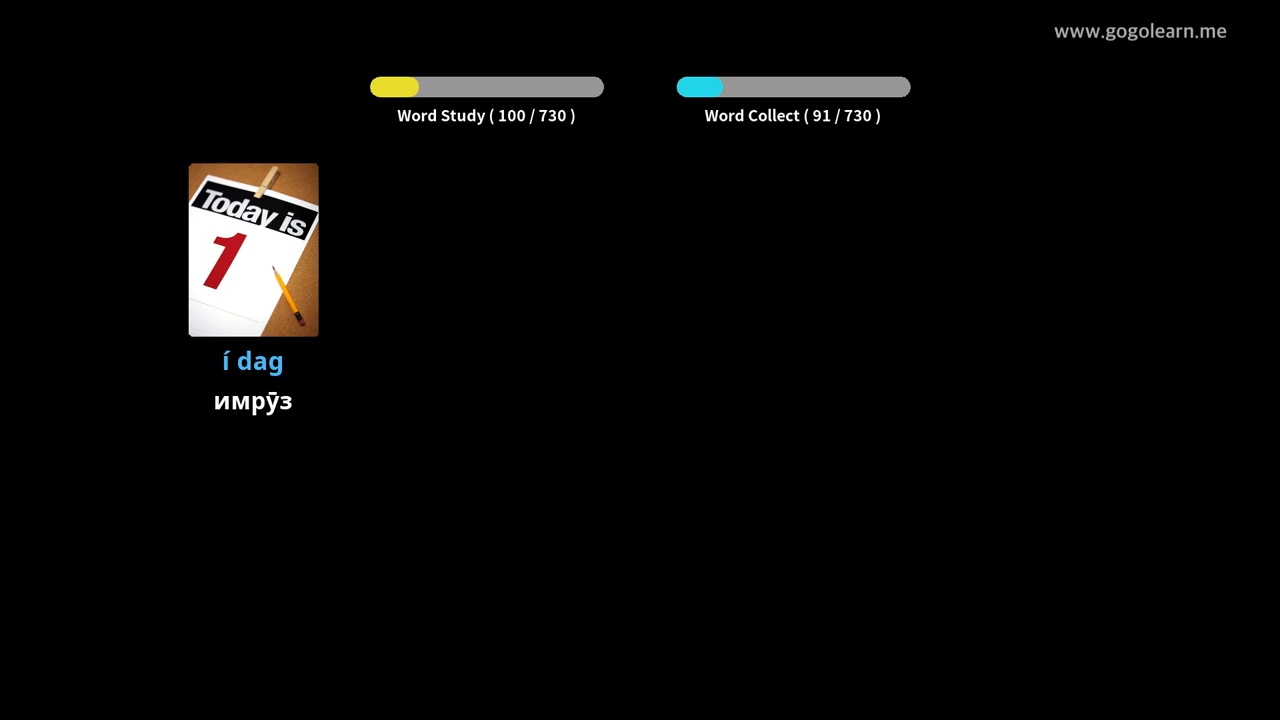 www.gogolearn.me
Word Study ( 100 / 730 )
Word Collect ( 91 / 730 )
Today is
1
í dag
имрӯз